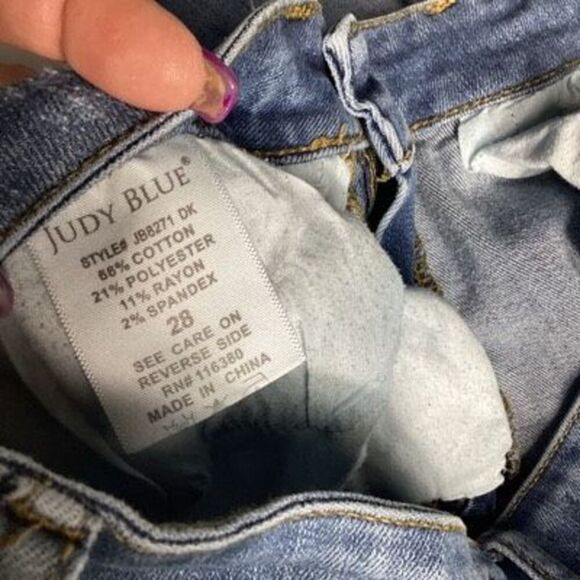 JUDY BLUE®
STYLE# JB8271 DK
66% COTTON
21% POLYESTER
11% RAYON
2% SPANDEX
28
SEE CARE ON
REVERSE SIDE
RN# 116380
MADE IN CHINA